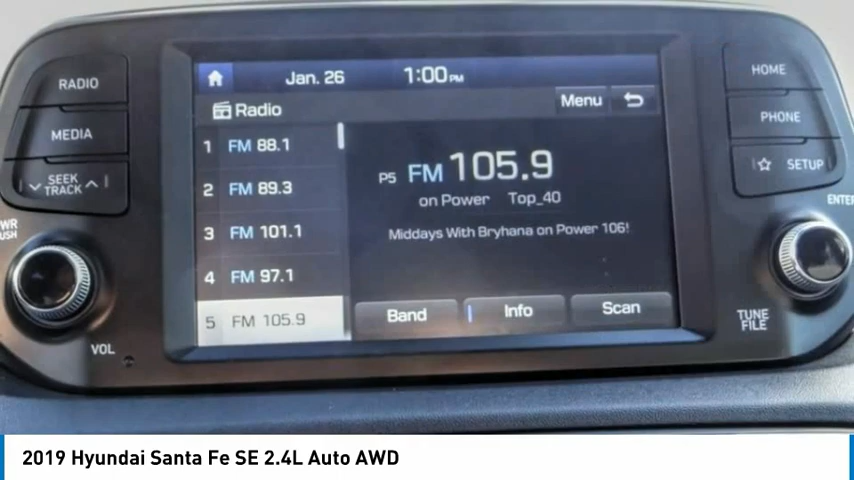 RADIO
MEDIA
SEEK
TRACK
VOL
Jan. 26 1:00 PM
Radio
Menu
1 FM 88.1
2 FM 89.3
3 FM 101.1
4 FM 97.1
5 FM 105.9
P5 FM 105.9
on Power Top_40
Middays With Bryhana on Power 106!
Band
Info
Scan
HOME
PHONE
SETUP
ENTER
TUNE
FILE
2019 Hyundai Santa Fe SE 2.4L Auto AWD